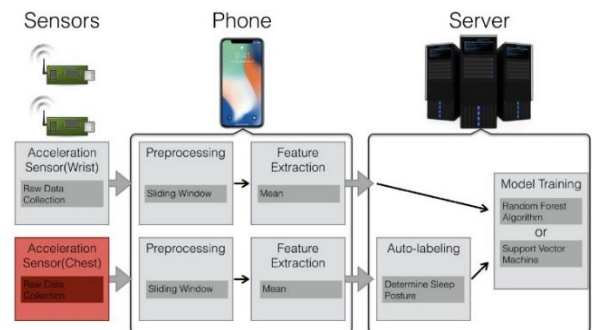 Sensors
Phone
Server
9:41
Acceleration
Sensor(Wrist)
Raw Data
Collection
Preprocessing
Sliding Window
Feature
Extraction
Mean
Model Training
Random Forest
Algorithm
or
Support Vector
Machine
Acceleration
Sensor(Chest)
Raw Data
Collection
Preprocessing
Sliding Window
Feature
Extraction
Mean
Auto-labeling
Determine Sleep
Posture